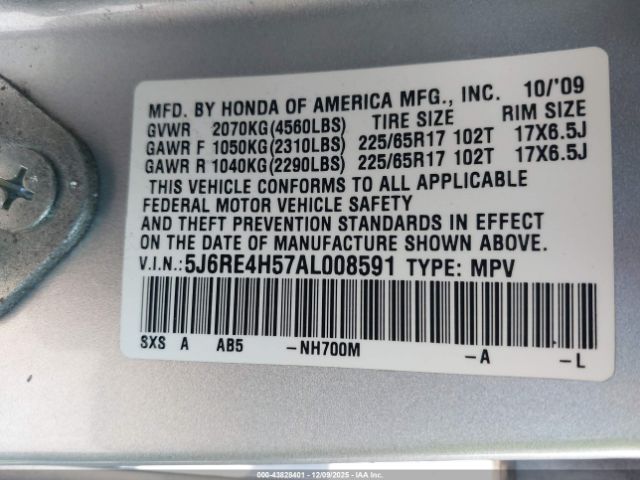 MFD. BY HONDA OF AMERICA MFG., INC. 10/'09
GVWR 2070KG(4560LBS) TIRE SIZE RIM SIZE
GAWR F 1050KG(2310LBS) 225/65R17 102T 17X6.5J
GAWR R 1040KG(2290LBS) 225/65R17 102T 17X6.5J
THIS VEHICLE CONFORMS TO ALL APPLICABLE
FEDERAL MOTOR VEHICLE SAFETY
AND THEFT PREVENTION STANDARDS IN EFFECT
ON THE DATE OF MANUFACTURE SHOWN ABOVE.
V.I.N.:5J6RE4H57AL008591 TYPE: MPV
SXS A AB5 -NH700M -A -L
000-43828401 - 12/09/2025 - IAAI.COM